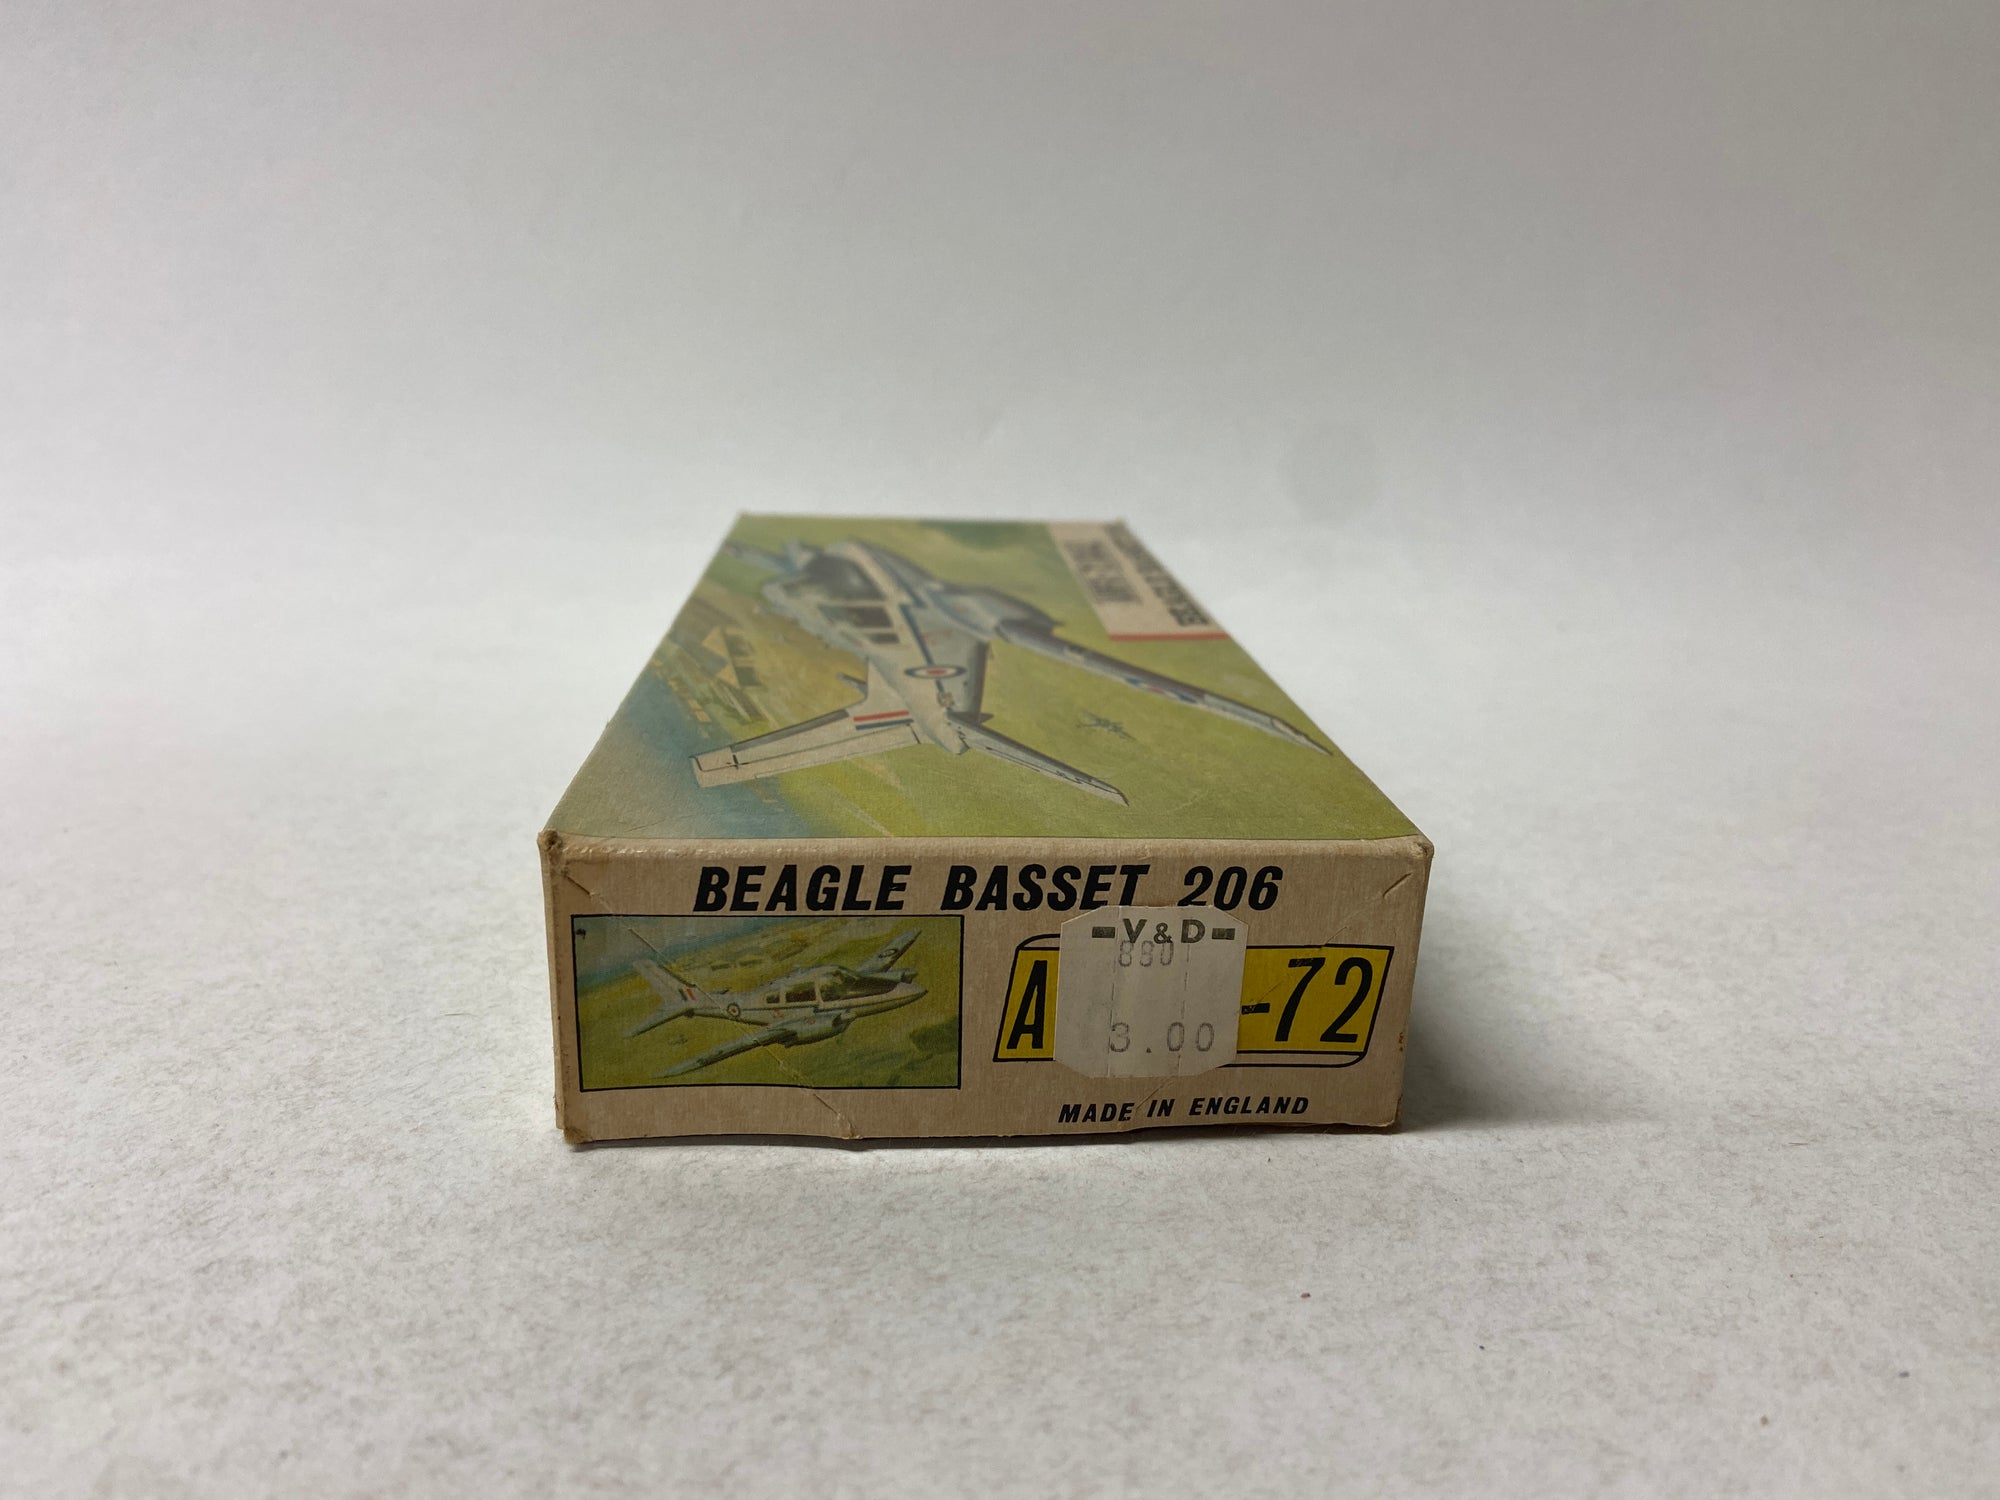 BEAGLE BASSET 206
-V&D-
880
3.00
A -72
MADE IN ENGLAND